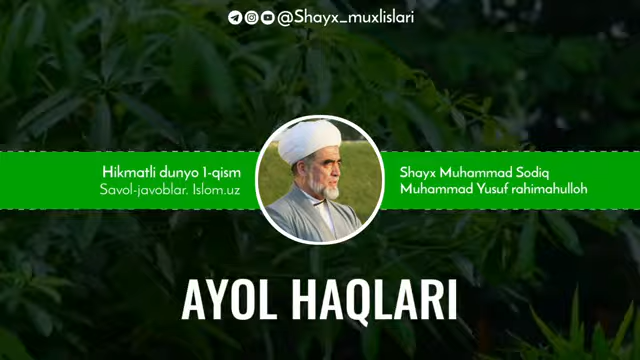 @Shayx_muxlislari
Hikmatli dunyo 1-qism
Savol-javoblar. Islom.uz
Shayx Muhammad Sodiq
Muhammad Yusuf rahimahulloh
AYOL HAQLARI